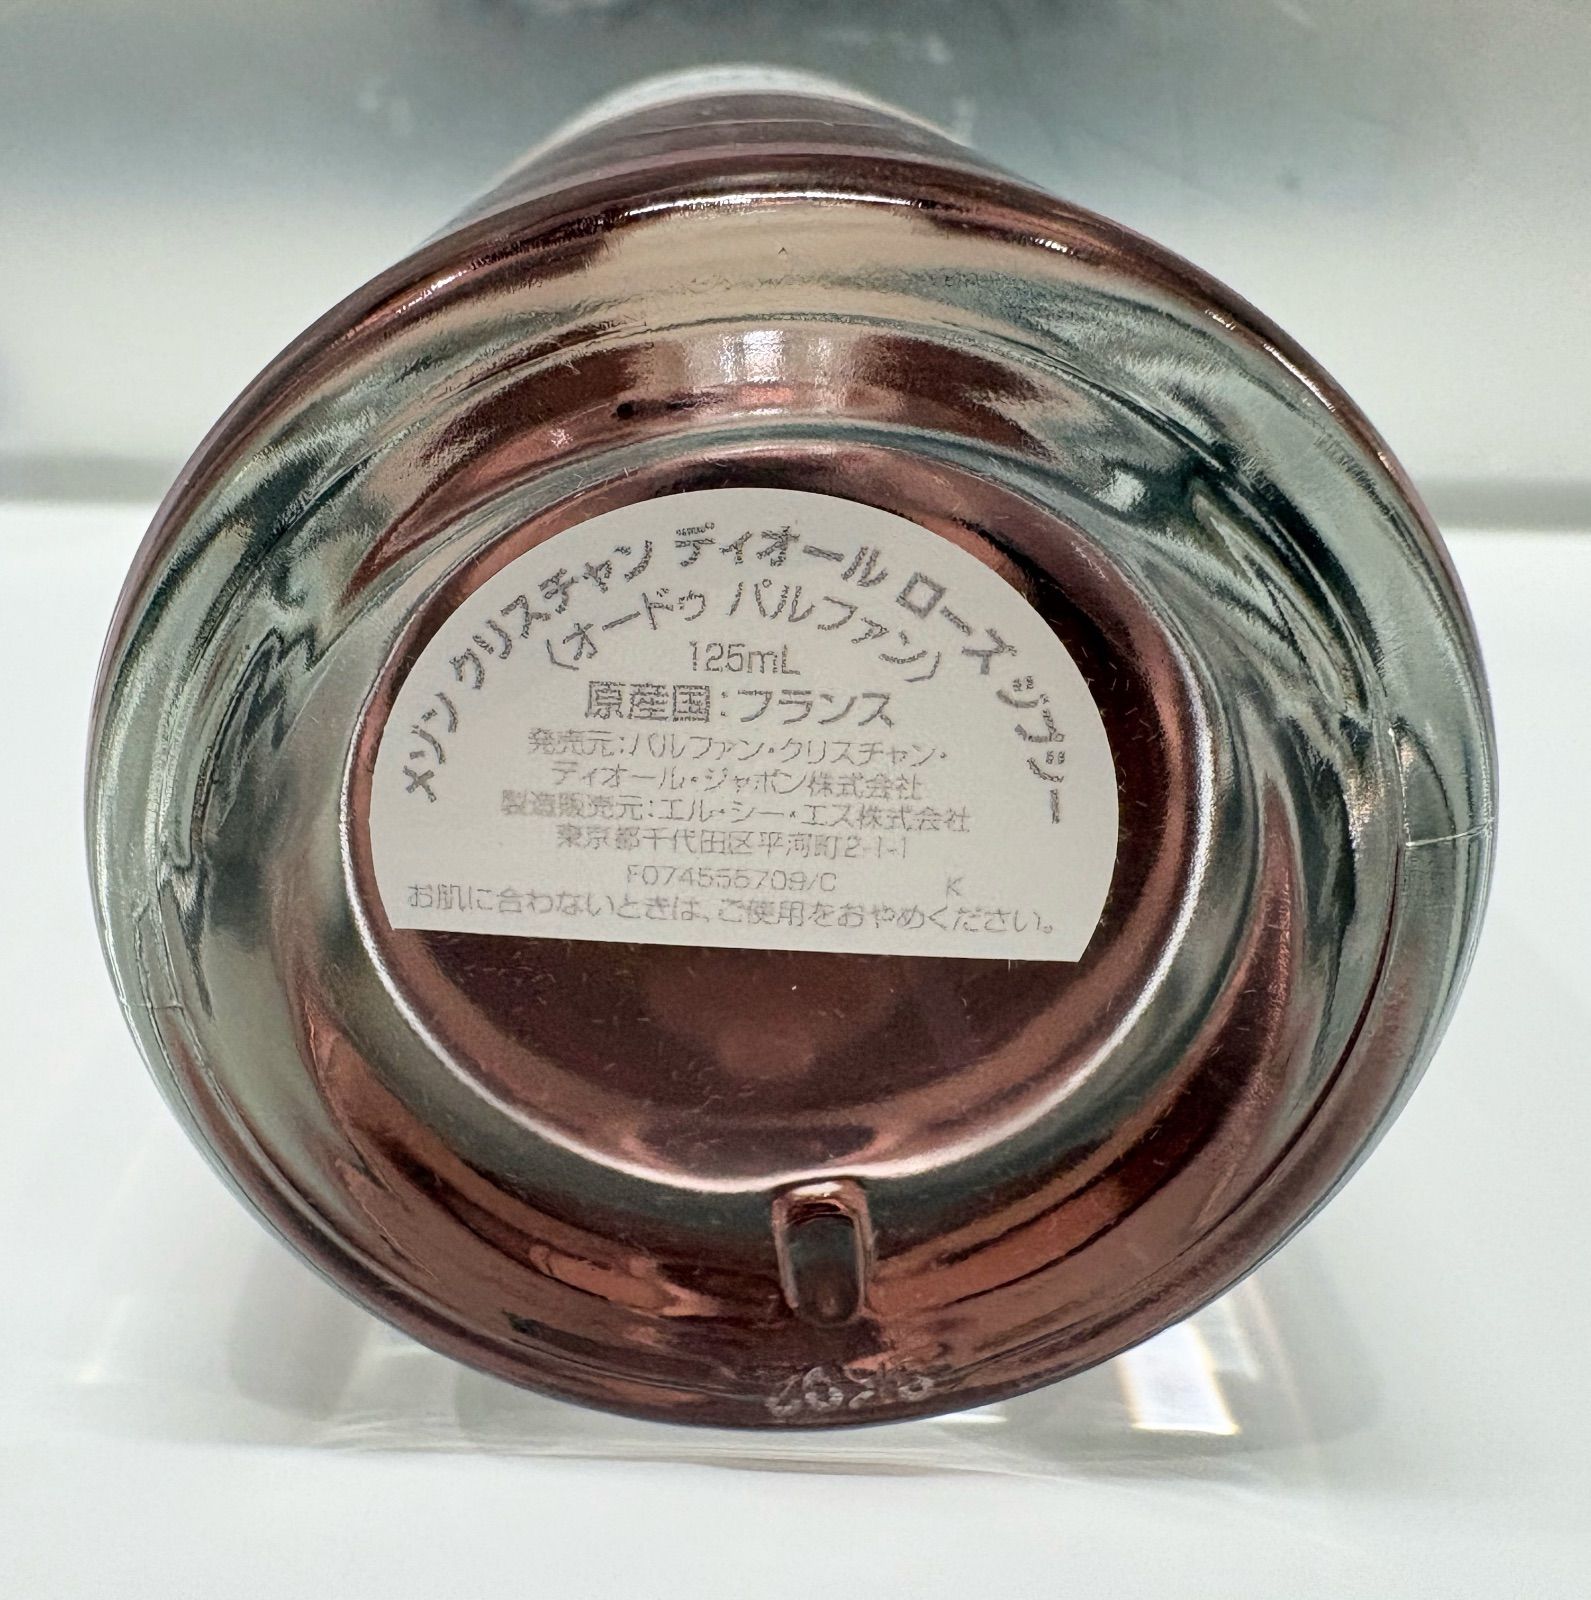 メゾン クリスチャン ディオール ローズ ジプシー
(オードゥ パルファン)
125mL
原産国:フランス
発売元:パルファン・クリスチャン・
ディオール・ジャポン株式会社
製造販売元:エル・シー・エス株式会社
東京都千代田区平河町2-1-1
F074555709/C K
お肌に合わないときは、ご使用をおやめください。